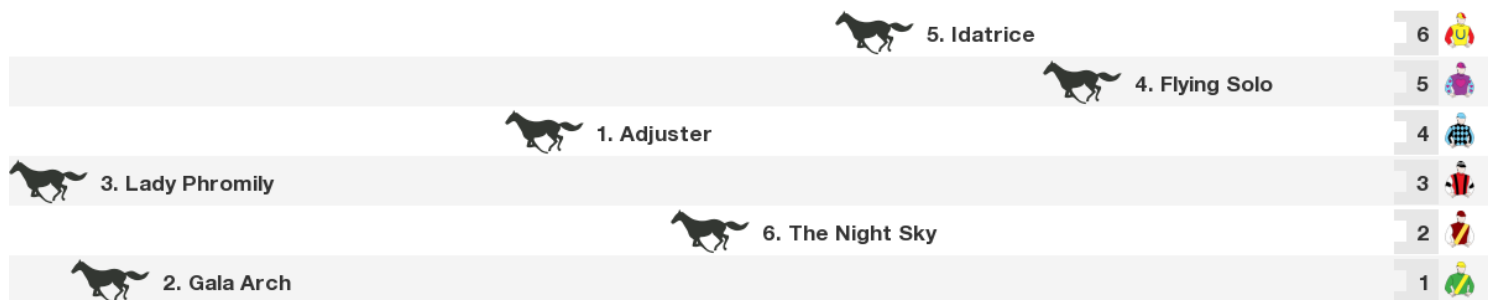 5. Idatrice 6
4. Flying Solo 5
1. Adjuster 4
3. Lady Phromily 3
6. The Night Sky 2
2. Gala Arch 1